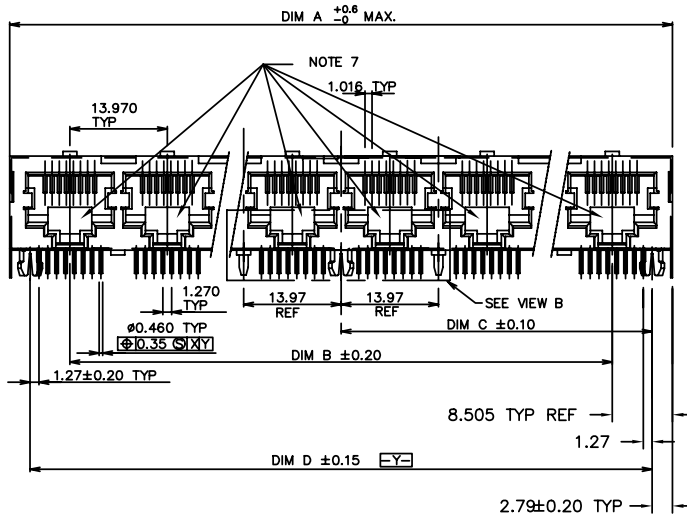 DIM A +0.6 -0 MAX.
NOTE 7
1.016 TYP
13.970
TYP
1.270
TYP
13.97
REF
13.97
REF
SEE VIEW B
ø0.460 TYP
⌖ 0.35 Ⓢ X Y
DIM C ±0.10
DIM B ±0.20
1.27±0.20 TYP
8.505 TYP REF
1.27
DIM D ±0.15 -Y-
2.79±0.20 TYP